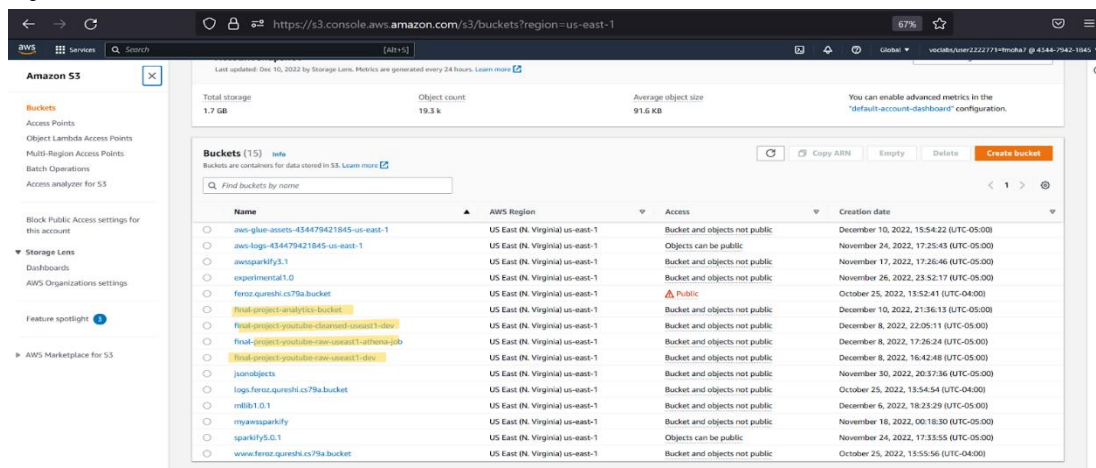 https://s3.console.aws.amazon.com/s3/buckets?region=us-east-1 67%
aws Services Search [Alt+S] Global voclabs/user2222771=fmoha7 @ 4344-7942-1845
Amazon S3
Buckets
Access Points
Object Lambda Access Points
Multi-Region Access Points
Batch Operations
Access analyzer for S3
Block Public Access settings for
this account
Storage Lens
Dashboards
AWS Organizations settings
Feature spotlight 3
AWS Marketplace for S3
Last updated: Dec 10, 2022 by Storage Lens. Metrics are generated every 24 hours. Learn more
Total storage Object count Average object size You can enable advanced metrics in the
1.7 GB 19.3 k 91.6 KB "default-account-dashboard" configuration.
Buckets (15) Info Copy ARN Empty Delete Create bucket
Buckets are containers for data stored in S3. Learn more
Find buckets by name 1
Name AWS Region Access Creation date
aws-glue-assets-434479421845-us-east-1 US East (N. Virginia) us-east-1 Bucket and objects not public December 10, 2022, 15:54:22 (UTC-05:00)
aws-logs-434479421845-us-east-1 US East (N. Virginia) us-east-1 Objects can be public November 24, 2022, 17:25:43 (UTC-05:00)
awssparkify3.1 US East (N. Virginia) us-east-1 Bucket and objects not public November 17, 2022, 17:26:46 (UTC-05:00)
experimental1.0 US East (N. Virginia) us-east-1 Bucket and objects not public November 26, 2022, 23:52:17 (UTC-05:00)
feroz.qureshi.cs79a.bucket US East (N. Virginia) us-east-1 Public October 25, 2022, 13:52:41 (UTC-04:00)
final-project-analytics-bucket US East (N. Virginia) us-east-1 Bucket and objects not public December 10, 2022, 21:36:13 (UTC-05:00)
final-project-youtube-cleansed-useast1-dev US East (N. Virginia) us-east-1 Bucket and objects not public December 8, 2022, 22:05:11 (UTC-05:00)
final-project-youtube-raw-useast1-athena-job US East (N. Virginia) us-east-1 Bucket and objects not public December 8, 2022, 17:26:24 (UTC-05:00)
final-project-youtube-raw-useast1-dev US East (N. Virginia) us-east-1 Bucket and objects not public December 8, 2022, 16:42:48 (UTC-05:00)
jsonobjects US East (N. Virginia) us-east-1 Bucket and objects not public November 30, 2022, 20:37:36 (UTC-05:00)
logs.feroz.qureshi.cs79a.bucket US East (N. Virginia) us-east-1 Bucket and objects not public October 25, 2022, 13:54:54 (UTC-04:00)
mllib1.0.1 US East (N. Virginia) us-east-1 Bucket and objects not public December 6, 2022, 18:23:29 (UTC-05:00)
myawssparkify US East (N. Virginia) us-east-1 Bucket and objects not public November 18, 2022, 00:18:30 (UTC-05:00)
sparkify5.0.1 US East (N. Virginia) us-east-1 Objects can be public November 24, 2022, 17:33:55 (UTC-05:00)
www.feroz.qureshi.cs79a.bucket US East (N. Virginia) us-east-1 Bucket and objects not public October 25, 2022, 13:55:56 (UTC-04:00)